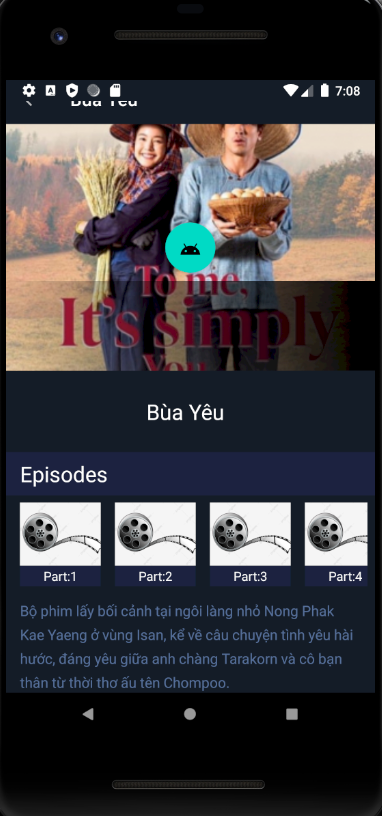 7:08
Bùa Yêu
To me,
It's simply
You
Bùa Yêu
Episodes
Part:1 Part:2 Part:3 Part:4
Bộ phim lấy bối cảnh tại ngôi làng nhỏ Nong Phak
Kae Yaeng ở vùng Isan, kể về câu chuyện tình yêu hài
hước, đáng yêu giữa anh chàng Tarakorn và cô bạn
thân từ thời thơ ấu tên Chompoo.